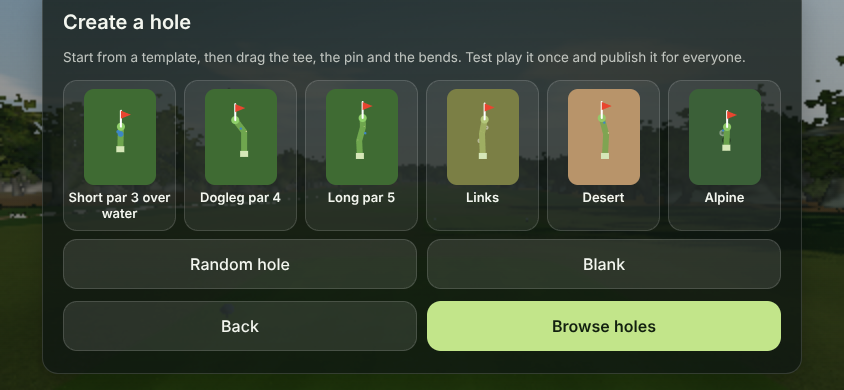 Create a hole
Start from a template, then drag the tee, the pin and the bends. Test play it once and publish it for everyone.
Short par 3 over
water
Dogleg par 4
Long par 5
Links
Desert
Alpine
Random hole
Blank
Back
Browse holes